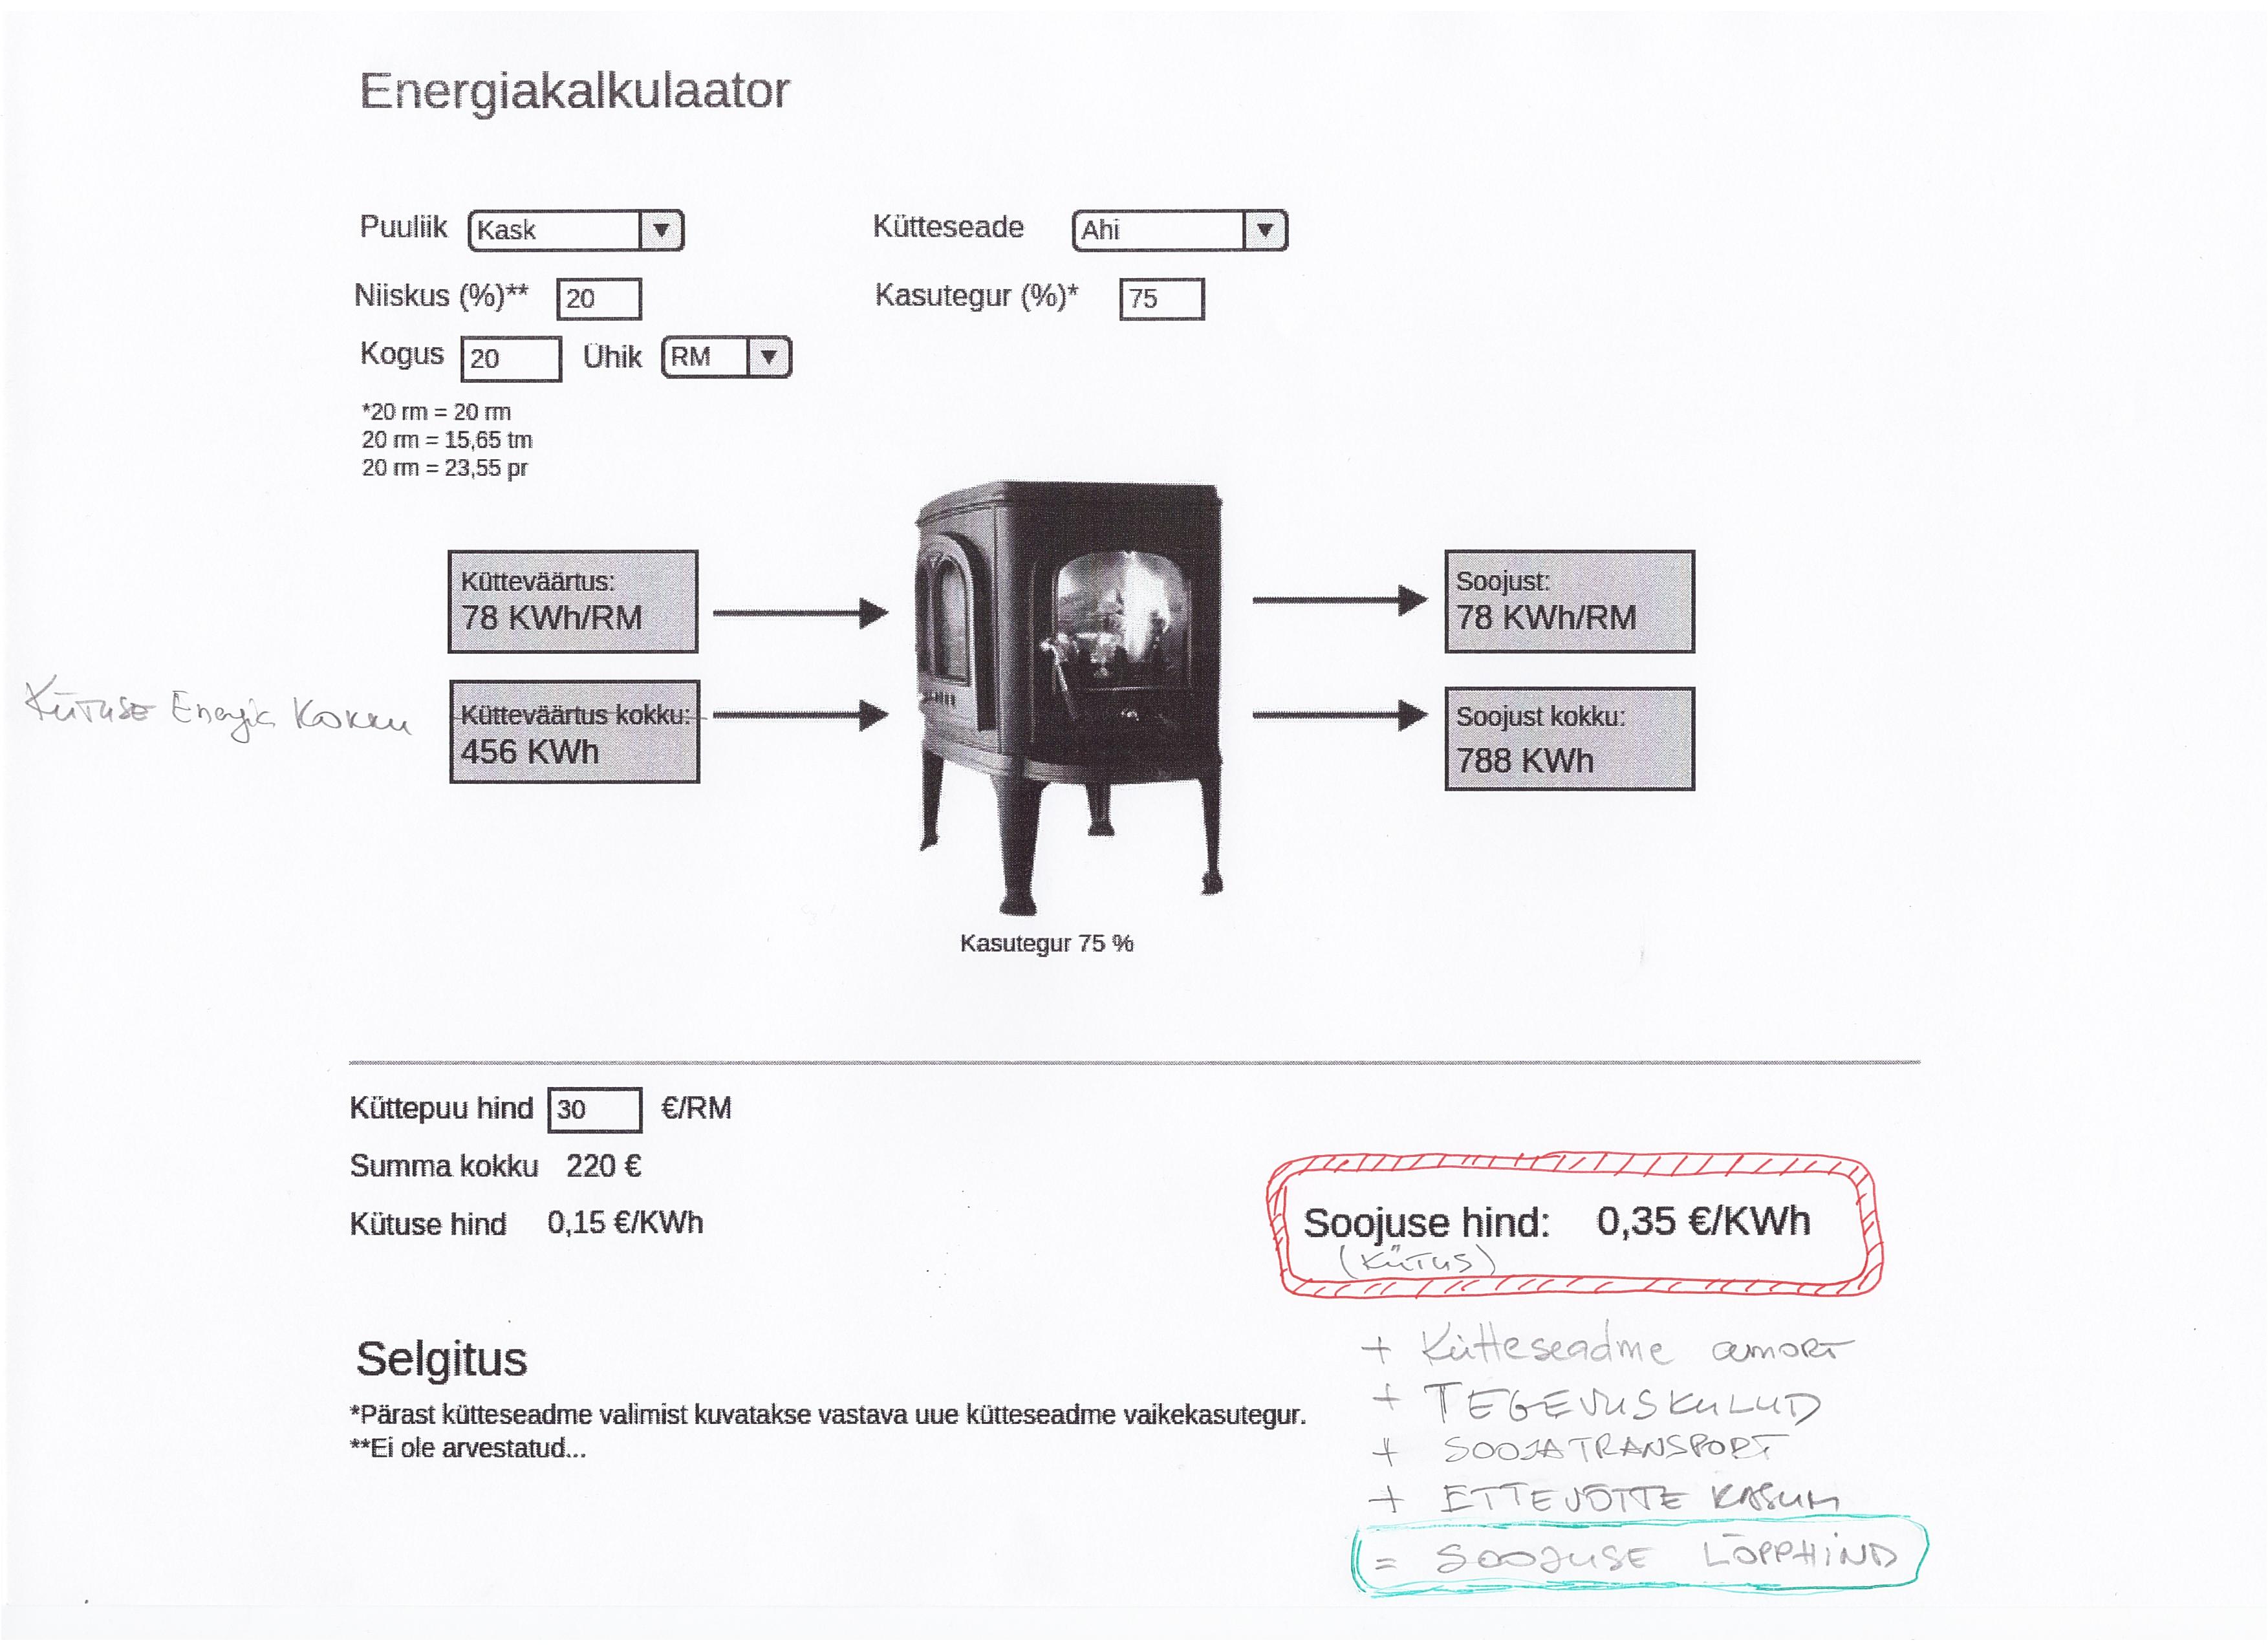 Energiakalkulaator
Puuliik Kask Kütteseade Ahi
Niiskus (%)** 20 Kasutegur (%)* 75
Kogus 20 Ühik RM
*20 rm = 20 rm
20 rm = 15,65 tm
20 rm = 23,55 pr
Kütteväärtus: Soojust:
78 KWh/RM 78 KWh/RM
Kütuse Energia Kokku Kütteväärtus kokku: Soojust kokku:
456 KWh 788 KWh
Kasutegur 75 %
Küttepuu hind 30 €/RM
Summa kokku 220 €
Kütuse hind 0,15 €/KWh Soojuse hind: 0,35 €/KWh
(KÜTUS)
+ Kütteseadme amort
+ TEGEVUSKULUD
+ SOOJATRANSPORT
+ ETTEVÕTTE KASUM
= SOOJUSE LÕPPHIND
Selgitus
*Pärast kütteseadme valimist kuvatakse vastava uue kütteseadme vaikekasutegur.
**Ei ole arvestatud...